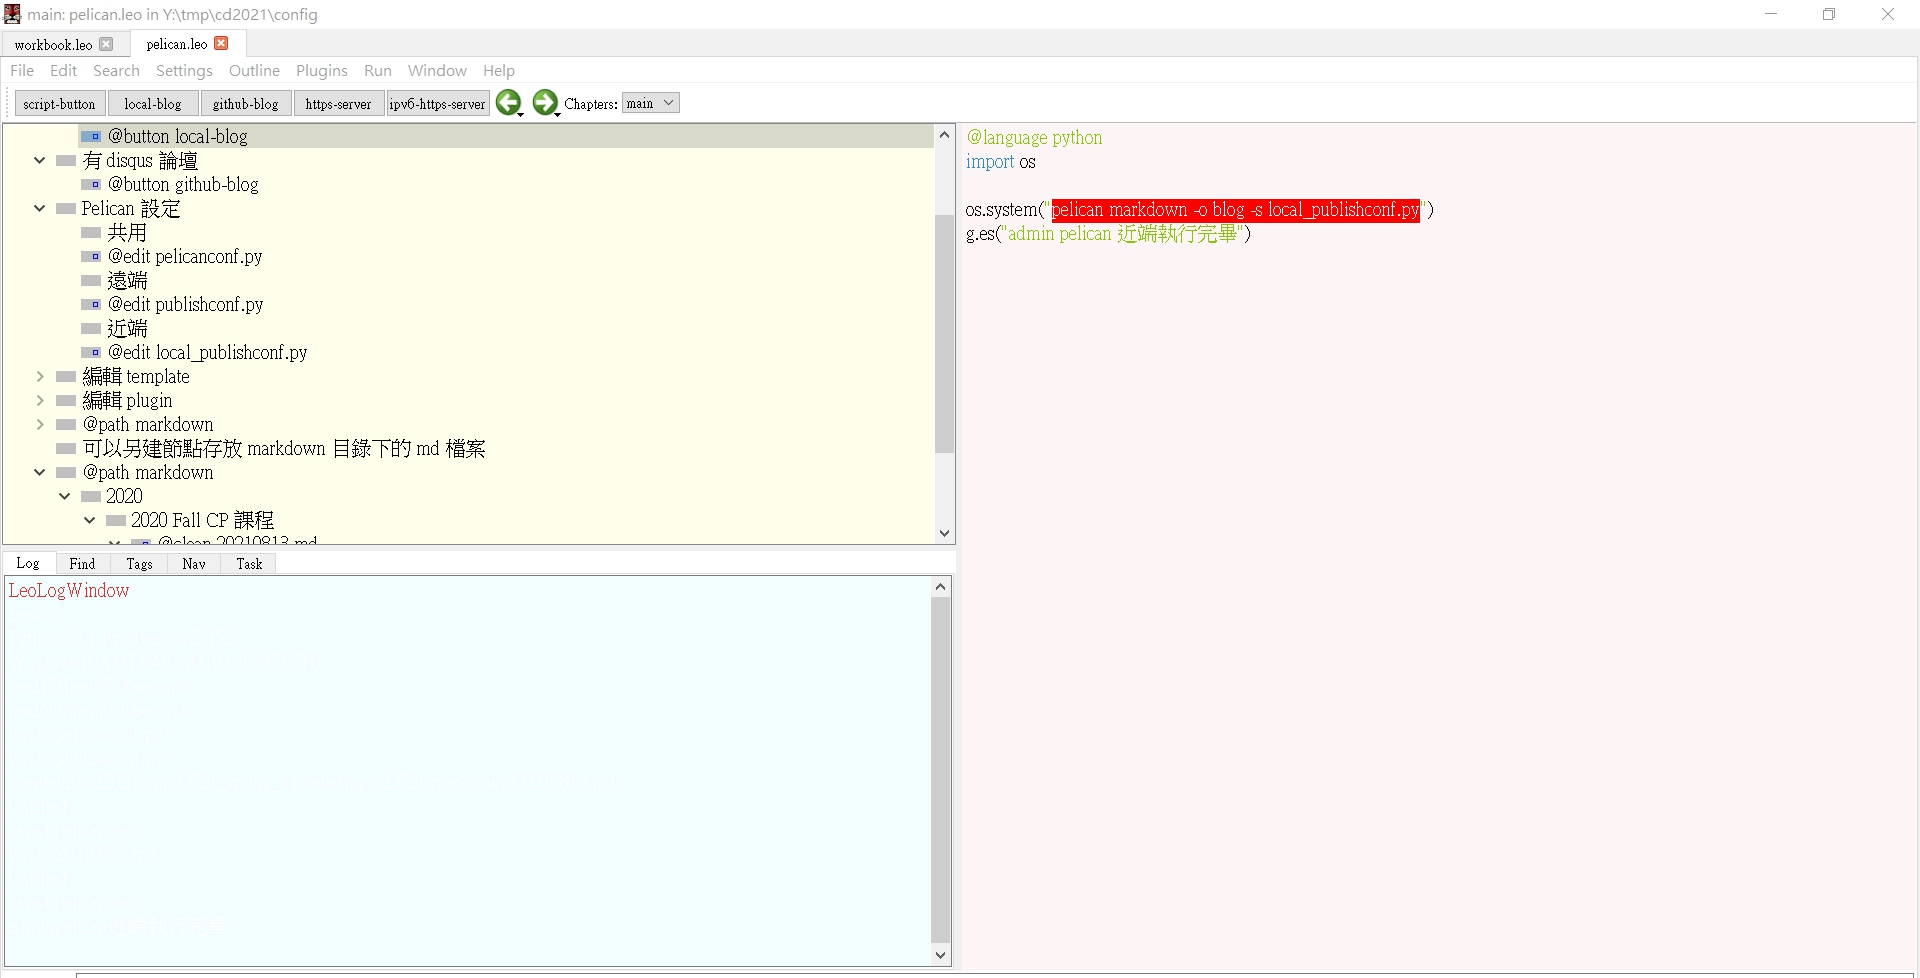 main: pelican.leo in Y:\tmp\cd2021\config
workbook.leo
pelican.leo
File Edit Search Settings Outline Plugins Run Window Help
script-button local-blog github-blog https-server ipv6-https-server Chapters: main
@button local-blog
有 disqus 論壇
@button github-blog
Pelican 設定
共用
@edit pelicanconf.py
遠端
@edit publishconf.py
近端
@edit local_publishconf.py
編輯 template
編輯 plugin
@path markdown
可以另建節點存放 markdown 目錄下的 md 檔案
@path markdown
2020
2020 Fall CP 課程
@clean 20210813.md
@language python
import os
os.system("pelican markdown -o blog -s local_publishconf.py")
g.es("admin pelican 近端執行完畢")
Log Find Tags Nav Task
LeoLogWindow